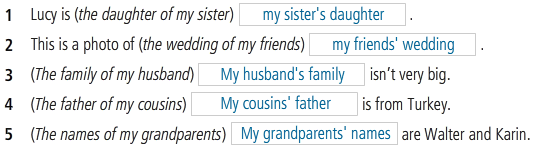 1 Lucy is (the daughter of my sister) my sister's daughter .
2 This is a photo of (the wedding of my friends) my friends' wedding .
3 (The family of my husband) My husband's family isn't very big.
4 (The father of my cousins) My cousins' father is from Turkey.
5 (The names of my grandparents) My grandparents' names are Walter and Karin.